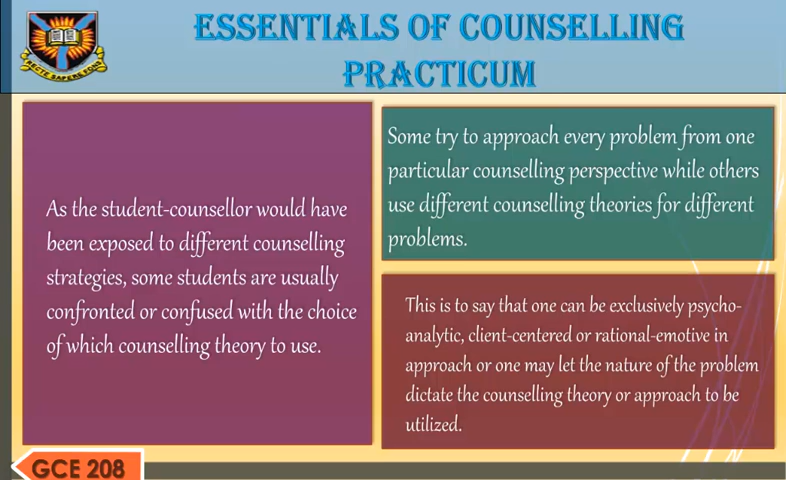 ESSENTIALS OF COUNSELLING
PRACTICUM
RECTE SAPERE FONS
As the student-counsellor would have
been exposed to different counselling
strategies, some students are usually
confronted or confused with the choice
of which counselling theory to use.
Some try to approach every problem from one
particular counselling perspective while others
use different counselling theories for different
problems.
This is to say that one can be exclusively psycho-
analytic, client-centered or rational-emotive in
approach or one may let the nature of the problem
dictate the counselling theory or approach to be
utilized.
GCE 208